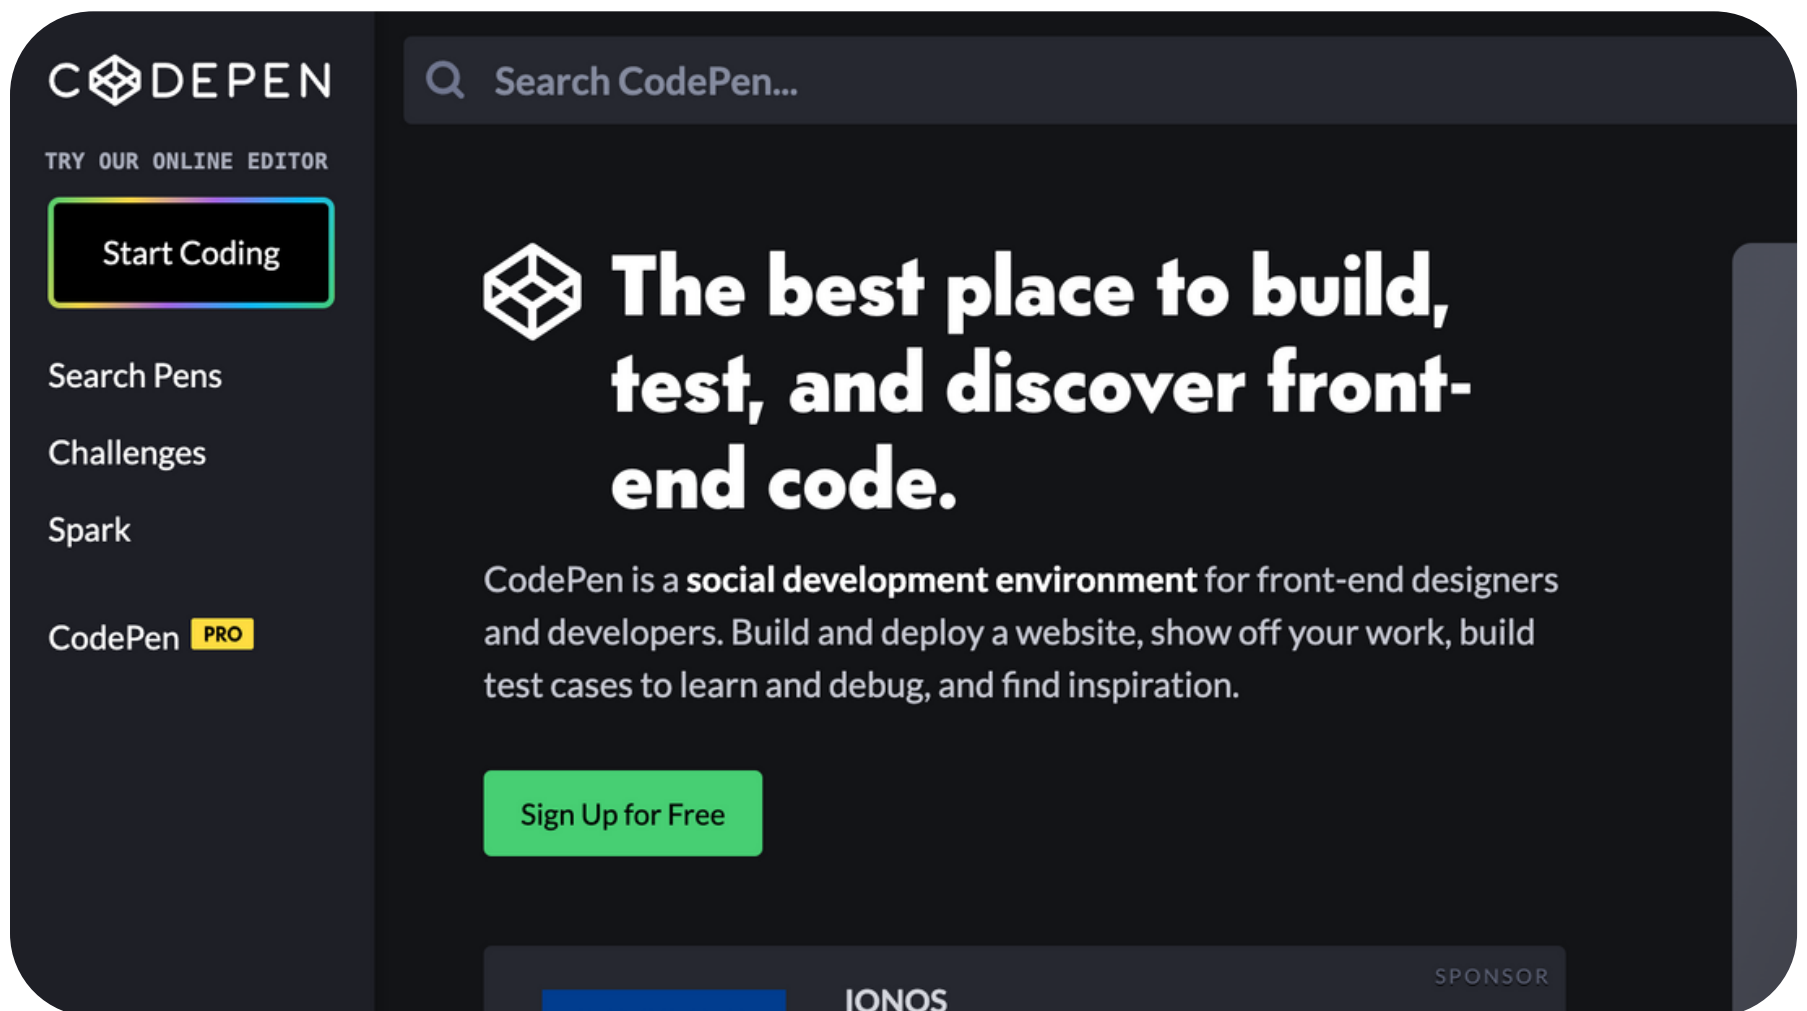 CODEPEN
TRY OUR ONLINE EDITOR
Start Coding
Search Pens
Challenges
Spark
CodePen PRO
Search CodePen...
The best place to build,
test, and discover front-
end code.
CodePen is a social development environment for front-end designers
and developers. Build and deploy a website, show off your work, build
test cases to learn and debug, and find inspiration.
Sign Up for Free
SPONSOR
IONOS